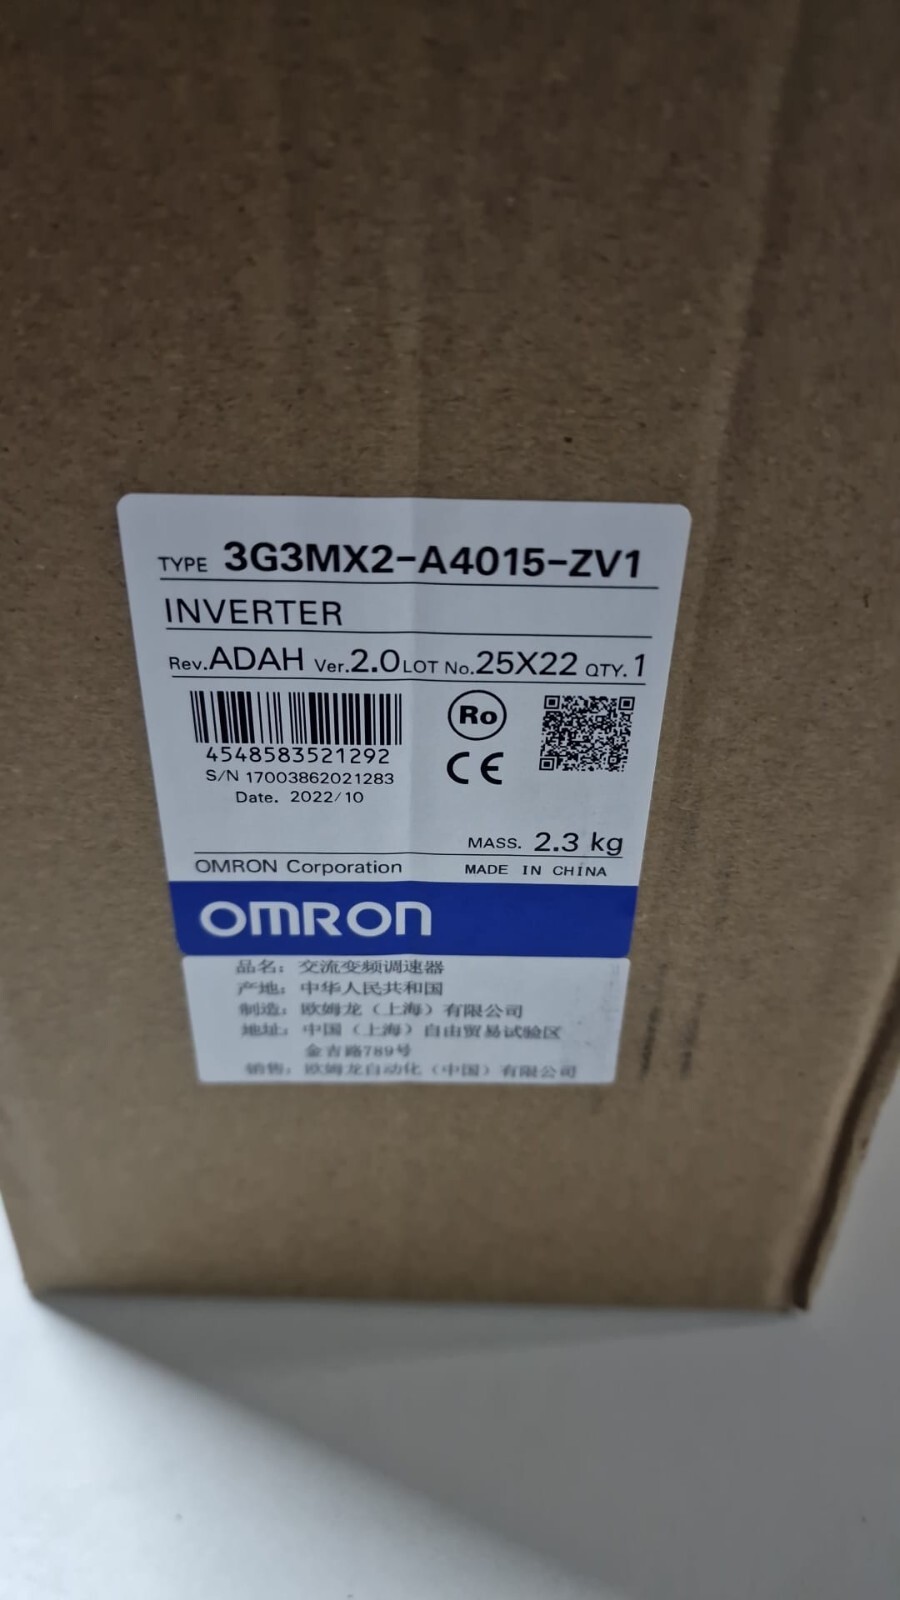 TYPE 3G3MX2-A4015-ZV1
INVERTER
Rev.ADAH Ver.2.0 LOT No.25X22 QTY.1
4548583521292
S/N 17003862021283
Date. 2022/10
Ro
CE
MASS. 2.3 kg
OMRON Corporation
MADE IN CHINA
OMRON
品名：交流变频调速器
产地：中华人民共和国
制造：欧姆龙（上海）有限公司
地址：中国（上海）自由贸易试验区
金吉路789号
销售：欧姆龙自动化（中国）有限公司